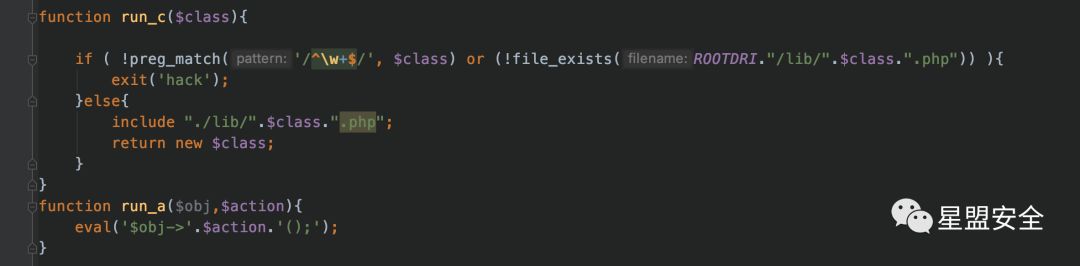 function run_c($class){
if ( !preg_match( pattern: '/^\w+$/', $class) or (!file_exists( filename: ROOTDRI."/lib/".$class.".php")) ){
exit('hack');
}else{
include "./lib/".$class.".php";
return new $class;
}
}
function run_a($obj,$action){
eval('$obj->'.$action.'();');
}
星盟安全